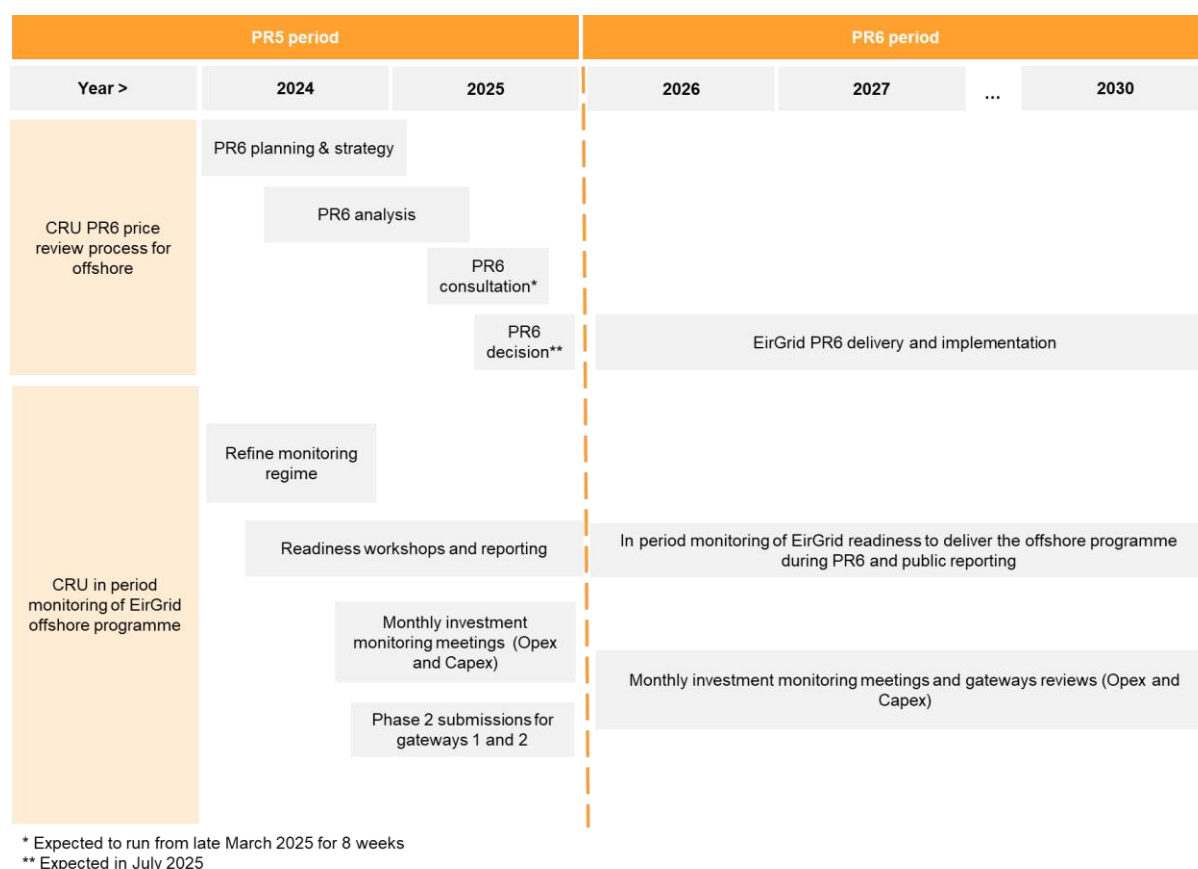 PR5 period
PR6 period
Year >
2024
2025
2026
2027
...
2030
CRU PR6 price
review process for
offshore
PR6 planning & strategy
PR6 analysis
PR6
consultation*
PR6
decision**
EirGrid PR6 delivery and implementation
CRU in period
monitoring of EirGrid
offshore programme
Refine monitoring
regime
Readiness workshops and reporting
In period monitoring of EirGrid readiness to deliver the offshore programme
during PR6 and public reporting
Monthly investment
monitoring meetings (Opex
and Capex)
Monthly investment monitoring meetings and gateways reviews (Opex and
Capex)
Phase 2 submissions for
gateways 1 and 2
* Expected to run from late March 2025 for 8 weeks
** Expected in July 2025